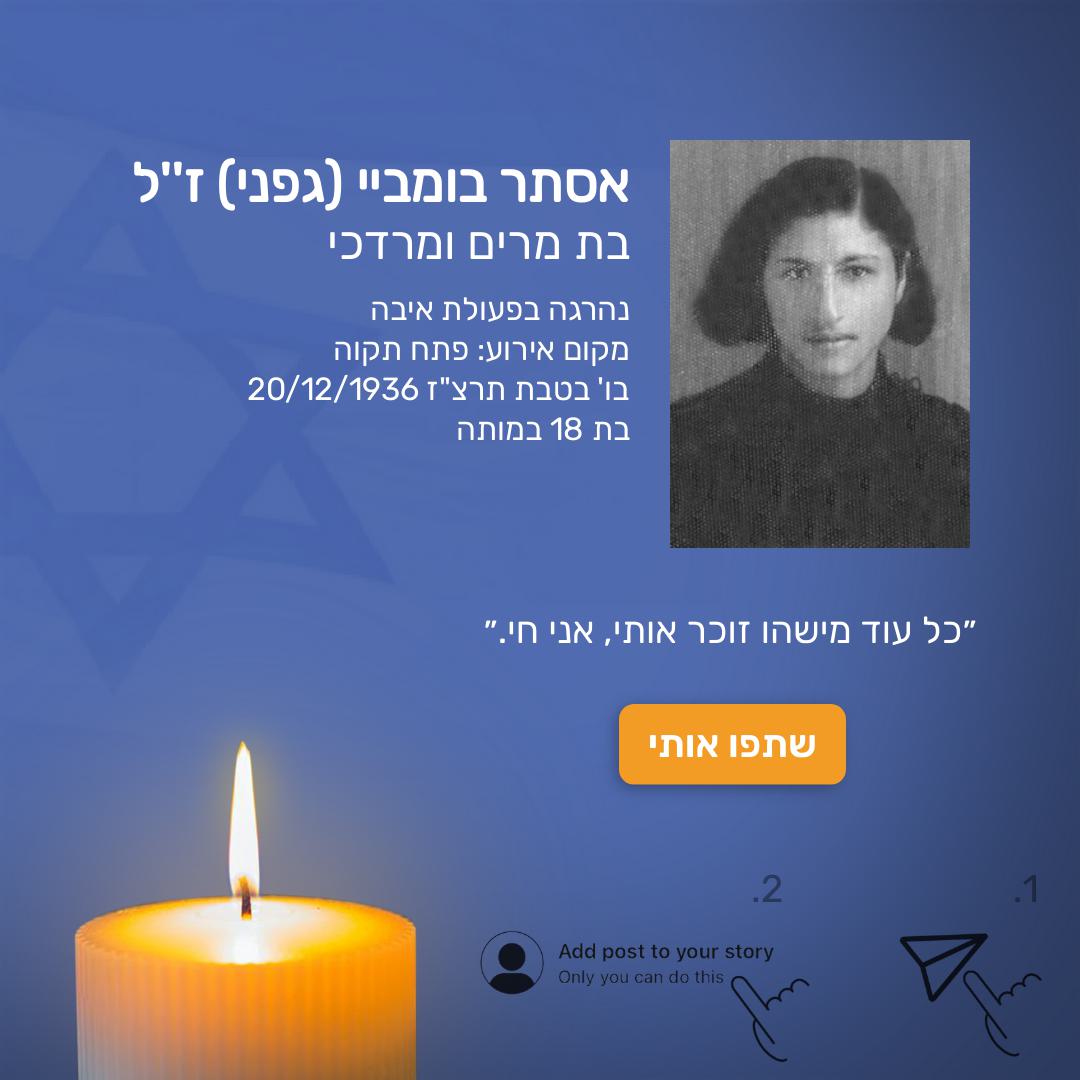 אסתר בומביי (גפני) ז''ל
בת מרים ומרדכי
נהרגה בפעולת איבה
מקום אירוע: פתח תקוה
בו' בטבת תרצ"ז 20/12/1936
בת 18 במותה
״כל עוד מישהו זוכר אותי, אני חי.״
שתפו אותי
1.
2.
Add post to your story
Only you can do this